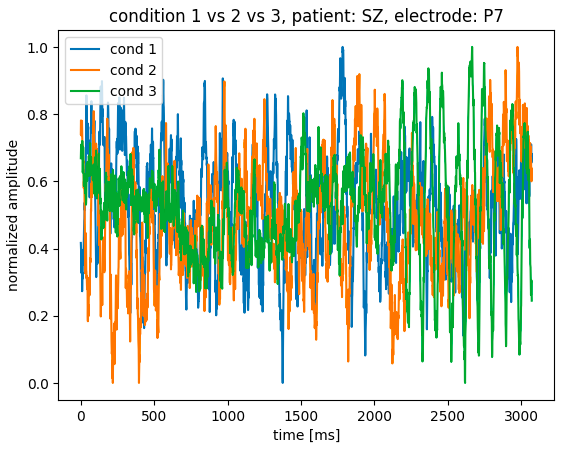 condition 1 vs 2 vs 3, patient: SZ, electrode: P7
cond 1
cond 2
cond 3
normalized amplitude
1.0
0.8
0.6
0.4
0.2
0.0
0 500 1000 1500 2000 2500 3000
time [ms]